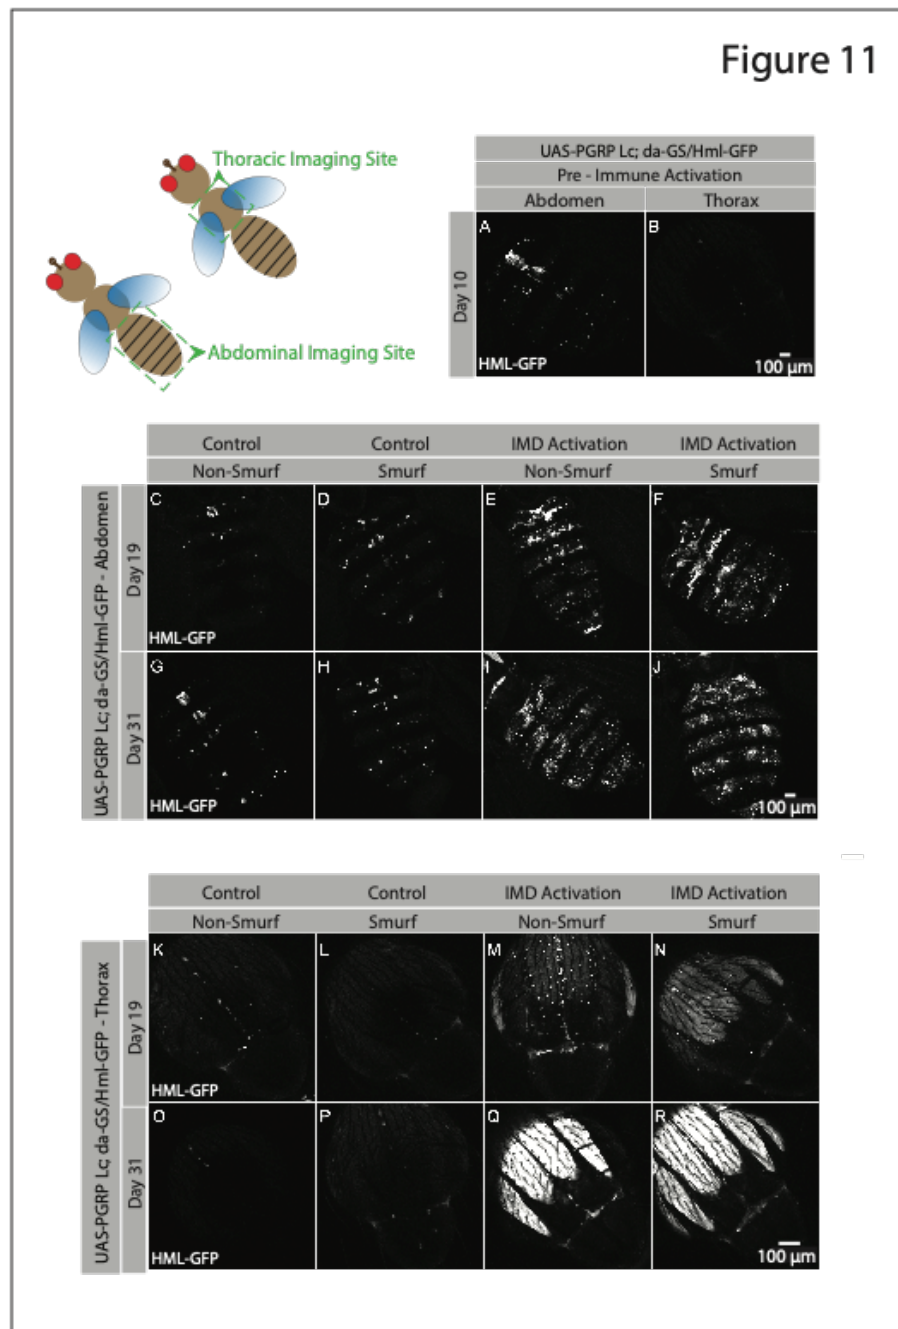 Figure 11
Thoracic Imaging Site
Abdominal Imaging Site
UAS-PGRP Lc; da-GS/Hml-GFP
Pre - Immune Activation
Abdomen Thorax
Day 10
A B
HML-GFP 100 µm
Control Control IMD Activation IMD Activation
Non-Smurf Smurf Non-Smurf Smurf
UAS-PGRP Lc; da-GS/Hml-GFP - Abdomen
Day 19
C D E F
HML-GFP
Day 31
G H I J
HML-GFP 100 µm
Control Control IMD Activation IMD Activation
Non-Smurf Smurf Non-Smurf Smurf
UAS-PGRP Lc; da-GS/Hml-GFP - Thorax
Day 19
K L M N
HML-GFP
Day 31
O P Q R
HML-GFP 100 µm